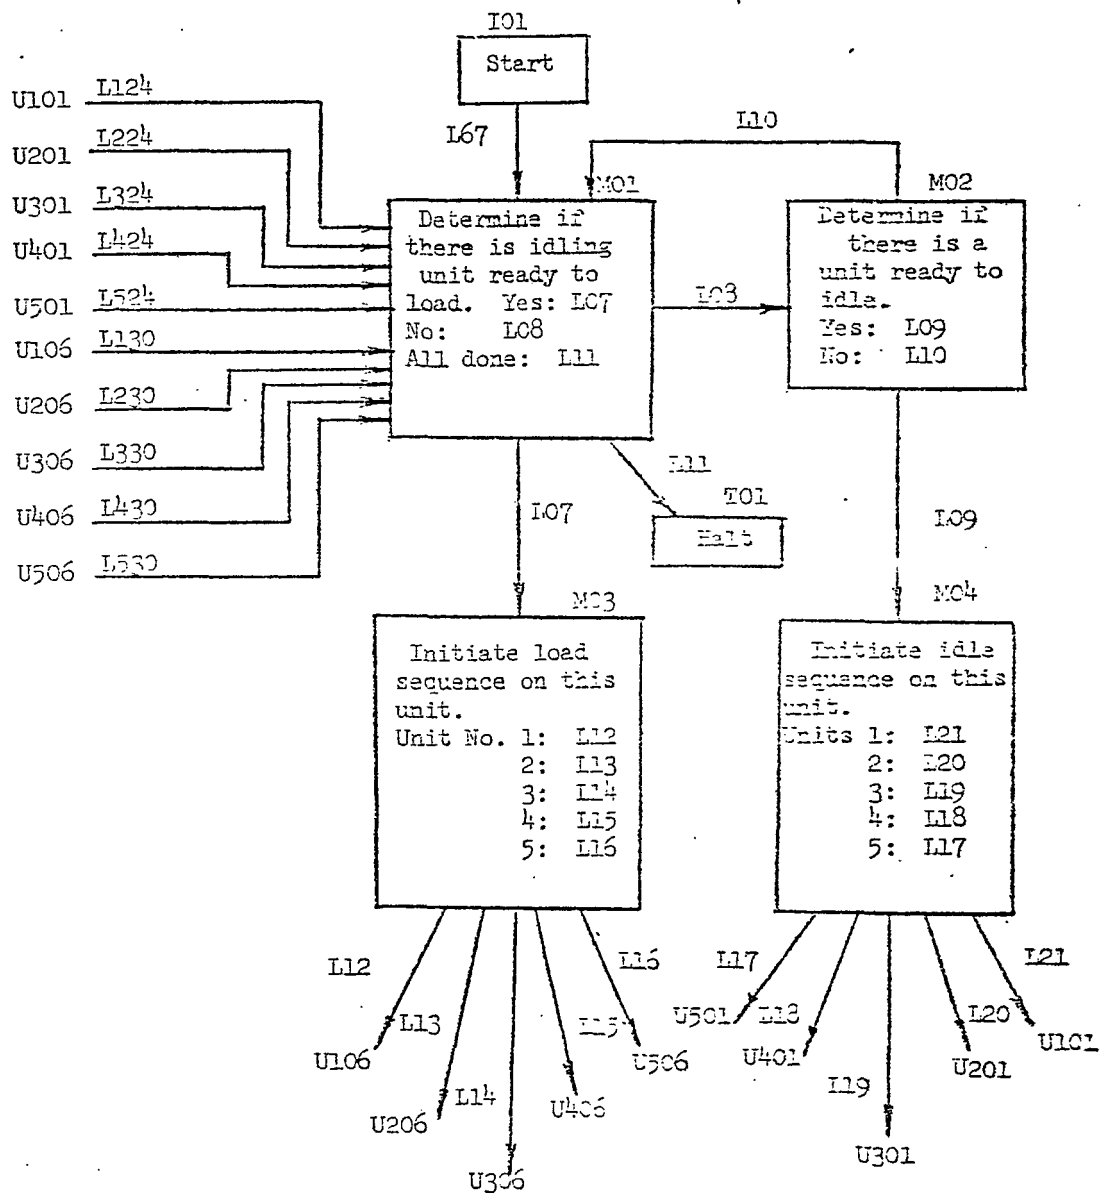 I01
Start
U101 L124
L67
L10
U201 L224
U301 L324
M01
M02
Determine if
there is idling
unit ready to
load. Yes: L07
No: L08
All done: L11
Determine if
there is a
unit ready to
idle.
Yes: L09
No: L10
U401 L424
U501 L524
L08
U106 L130
U206 L230
U306 L330
L11
T01
Halt
U406 L430
L07
L09
U506 L530
M03
M04
Initiate load
sequence on this
unit.
Unit No. 1: L12
2: L13
3: L14
4: L15
5: L16
Initiate idle
sequence on this
unit.
Units 1: L21
2: L20
3: L19
4: L18
5: L17
L12
L16
L17
L21
L13
L15
U501
L18
L20
U106
U506
U401
U201
U101
L14
U406
L19
U206
U306
U301